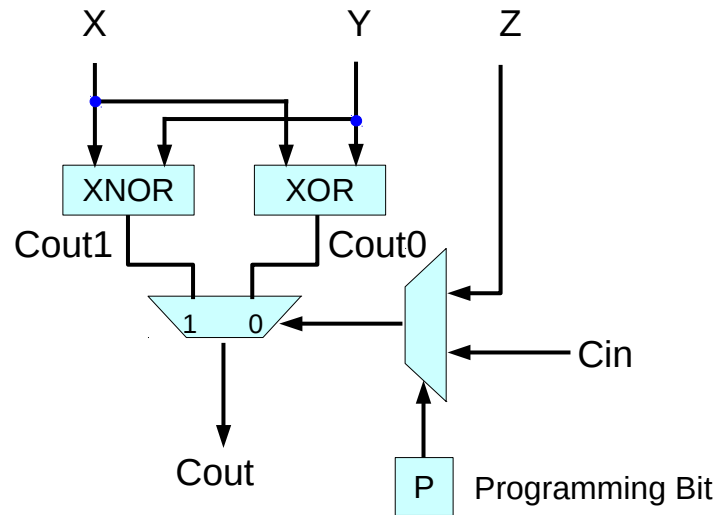 X Y Z
XNOR XOR
Cout1 Cout0
1 0
Cin
Cout
P Programming Bit